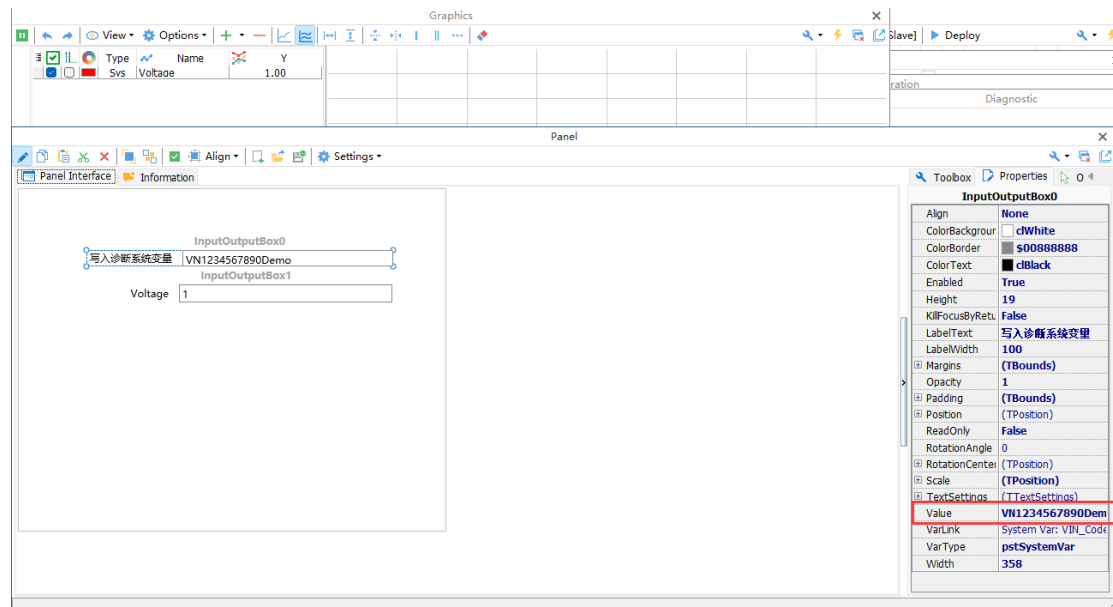 Graphics
View Options
Slave] Deploy
Type Name Y
Sys Voltage 1.00
ration
Diagnostic
Panel
Align Settings
Panel Interface Information
Toolbox Properties O
InputOutputBox0
Align None
ColorBackgrour clWhite
ColorBorder $00888888
ColorText clBlack
Enabled True
Height 19
KillFocusByRetu False
LabelText 写入诊断系统变量
LabelWidth 100
Margins (TBounds)
Opacity 1
Padding (TBounds)
Position (TPosition)
ReadOnly False
RotationAngle 0
RotationCenter (TPosition)
Scale (TPosition)
TextSettings (TTextSettings)
Value VN1234567890Dem
VarLink System Var: VIN_Code
VarType pstSystemVar
Width 358
InputOutputBox0
写入诊断系统变量 VN1234567890Demo
InputOutputBox1
Voltage 1